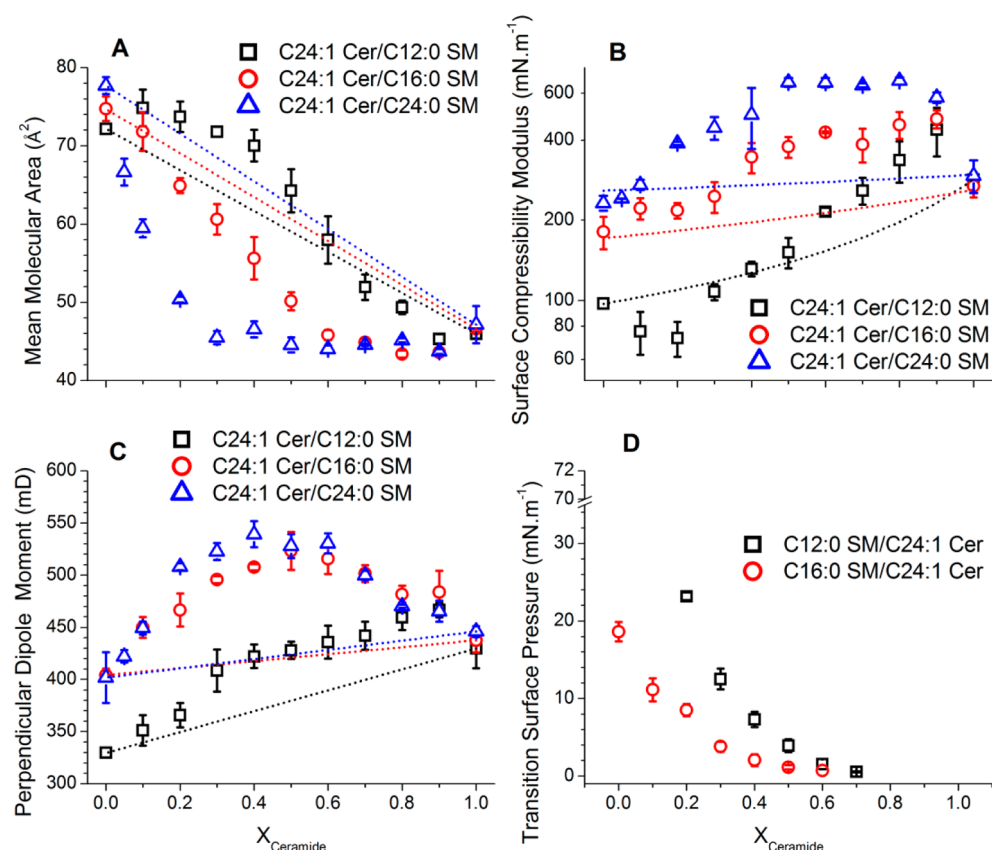 A
C24:1 Cer/C12:0 SM
C24:1 Cer/C16:0 SM
C24:1 Cer/C24:0 SM
80
70
60
50
40
Mean Molecular Area (Å²)
B
600
400
200
100
80
60
Surface Compressibility Modulus (mN.m⁻¹)
C24:1 Cer/C12:0 SM
C24:1 Cer/C16:0 SM
C24:1 Cer/C24:0 SM
C
C24:1 Cer/C12:0 SM
C24:1 Cer/C16:0 SM
C24:1 Cer/C24:0 SM
600
550
500
450
400
350
300
Perpendicular Dipole Moment (mD)
0.0 0.2 0.4 0.6 0.8 1.0
X_Ceramide
D
72
70
30
20
10
0
Transition Surface Pressure (mN.m⁻¹)
C12:0 SM/C24:1 Cer
C16:0 SM/C24:1 Cer
0.0 0.2 0.4 0.6 0.8 1.0
X_Ceramide